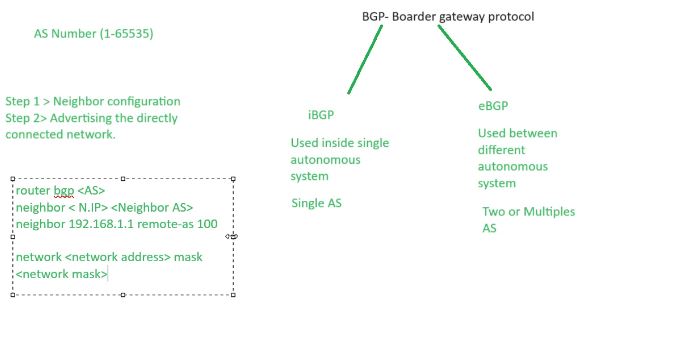 BGP- Boarder gateway protocol
AS Number (1-65535)
Step 1 > Neighbor configuration
Step 2> Advertising the directly
connected network.
router bgp <AS>
neighbor < N.IP> <Neighbor AS>
neighbor 192.168.1.1 remote-as 100
network <network address> mask
<network mask>
iBGP
Used inside single
autonomous
system
Single AS
eBGP
Used between
different
autonomous
system
Two or Multiples
AS